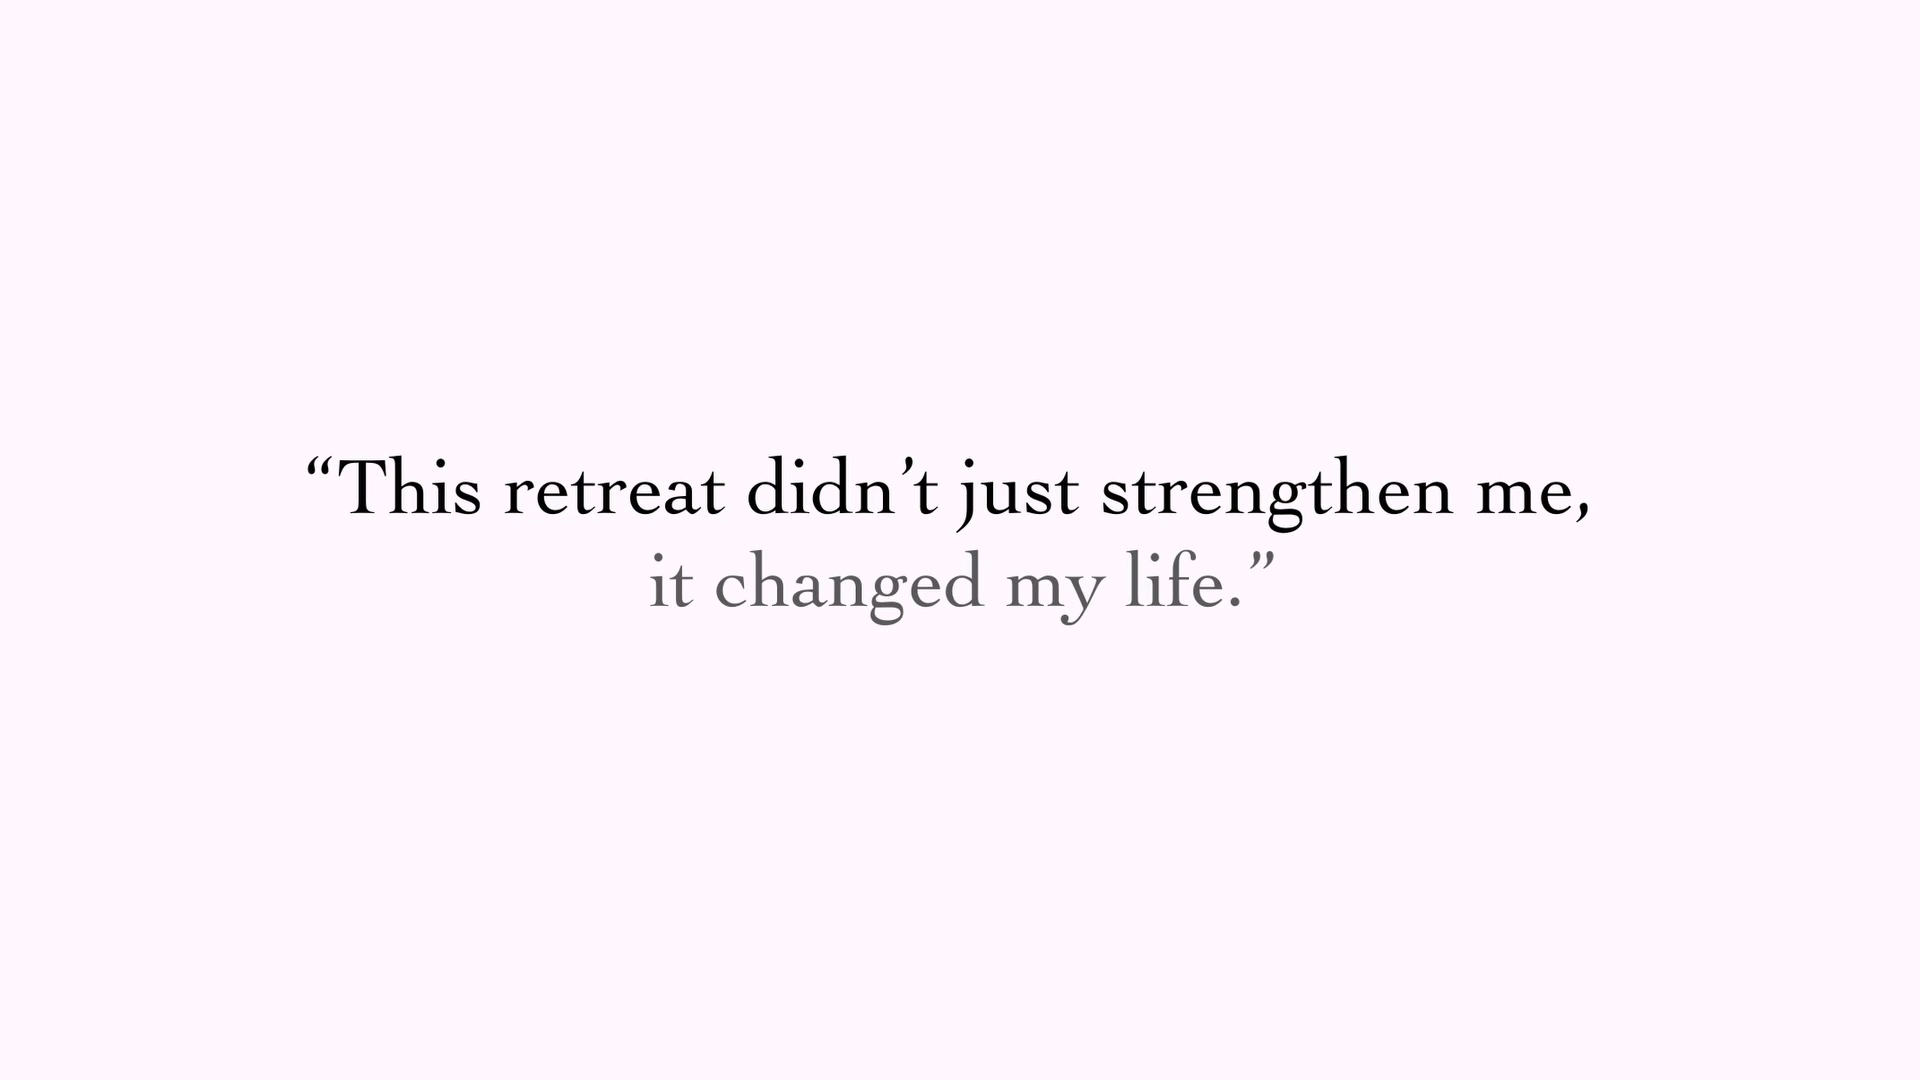 “This retreat didn’t just strengthen me,
it changed my life.”